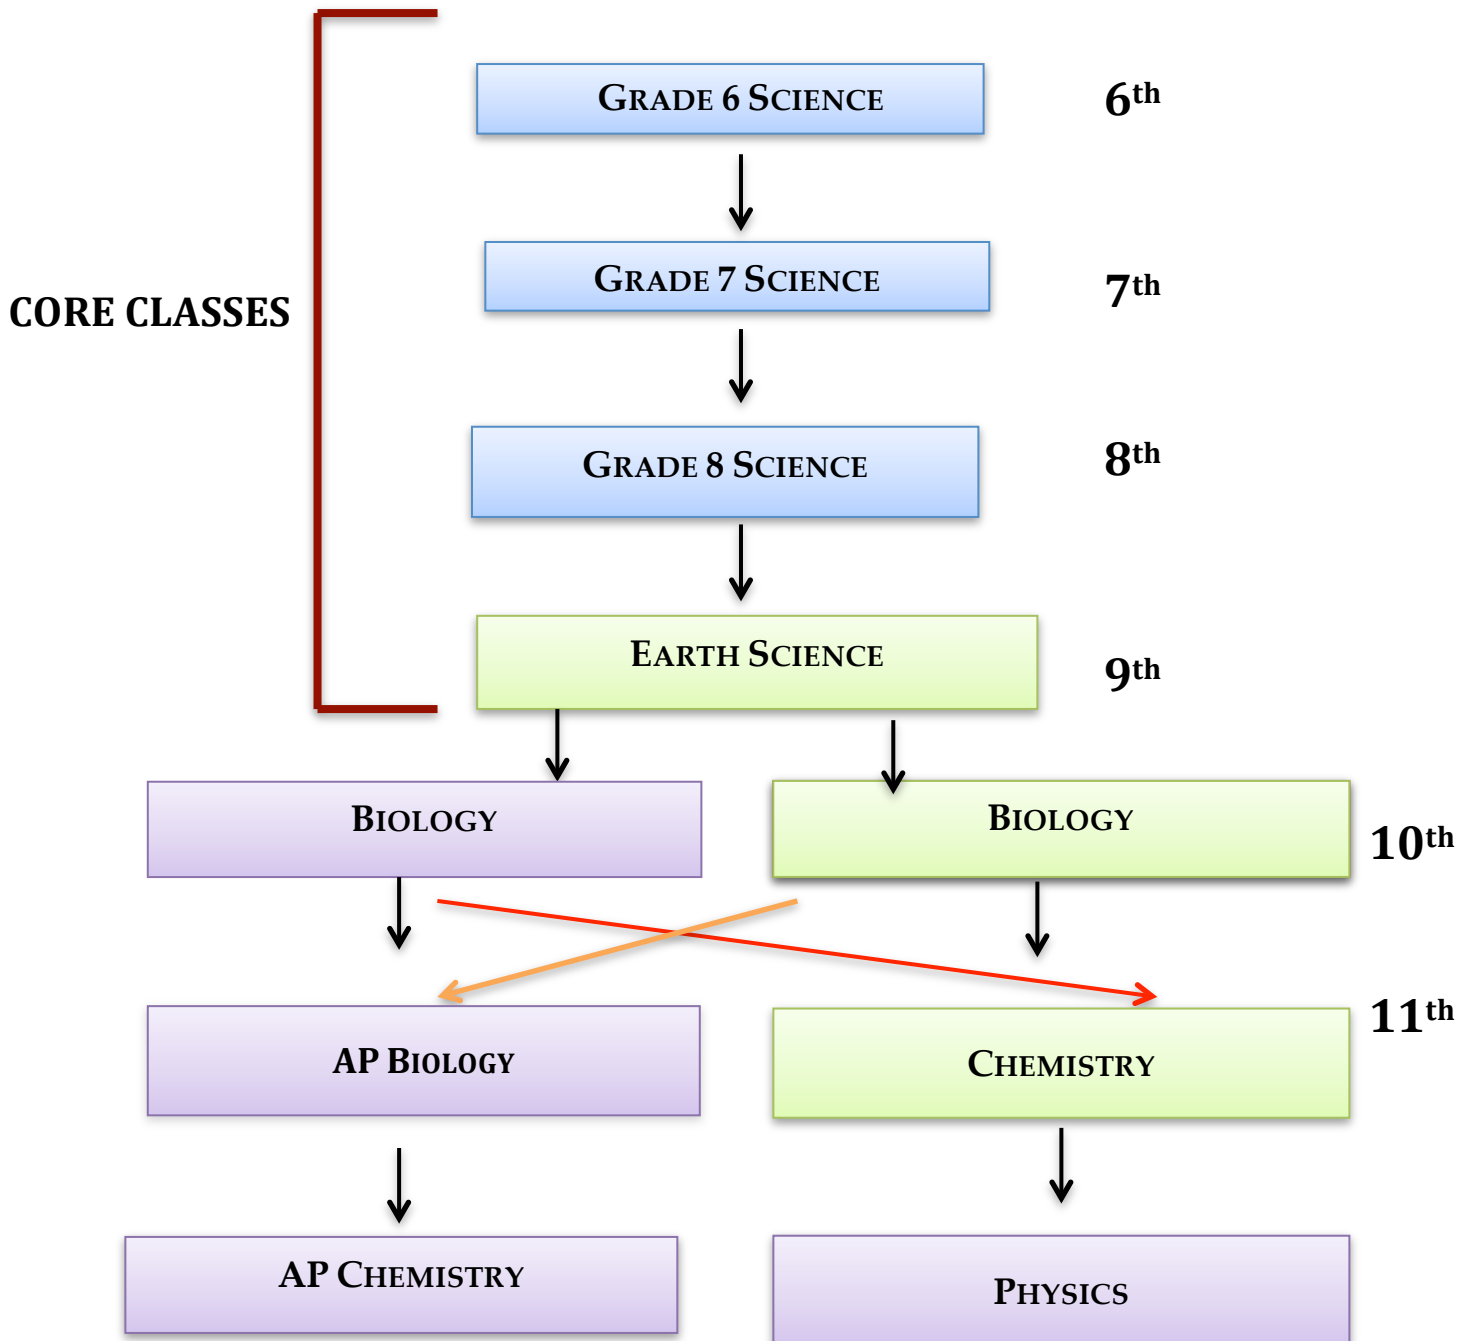 GRADE 6 SCIENCE
6th
GRADE 7 SCIENCE
7th
CORE CLASSES
GRADE 8 SCIENCE
8th
EARTH SCIENCE
9th
BIOLOGY
BIOLOGY
10th
11th
AP BIOLOGY
CHEMISTRY
AP CHEMISTRY
PHYSICS